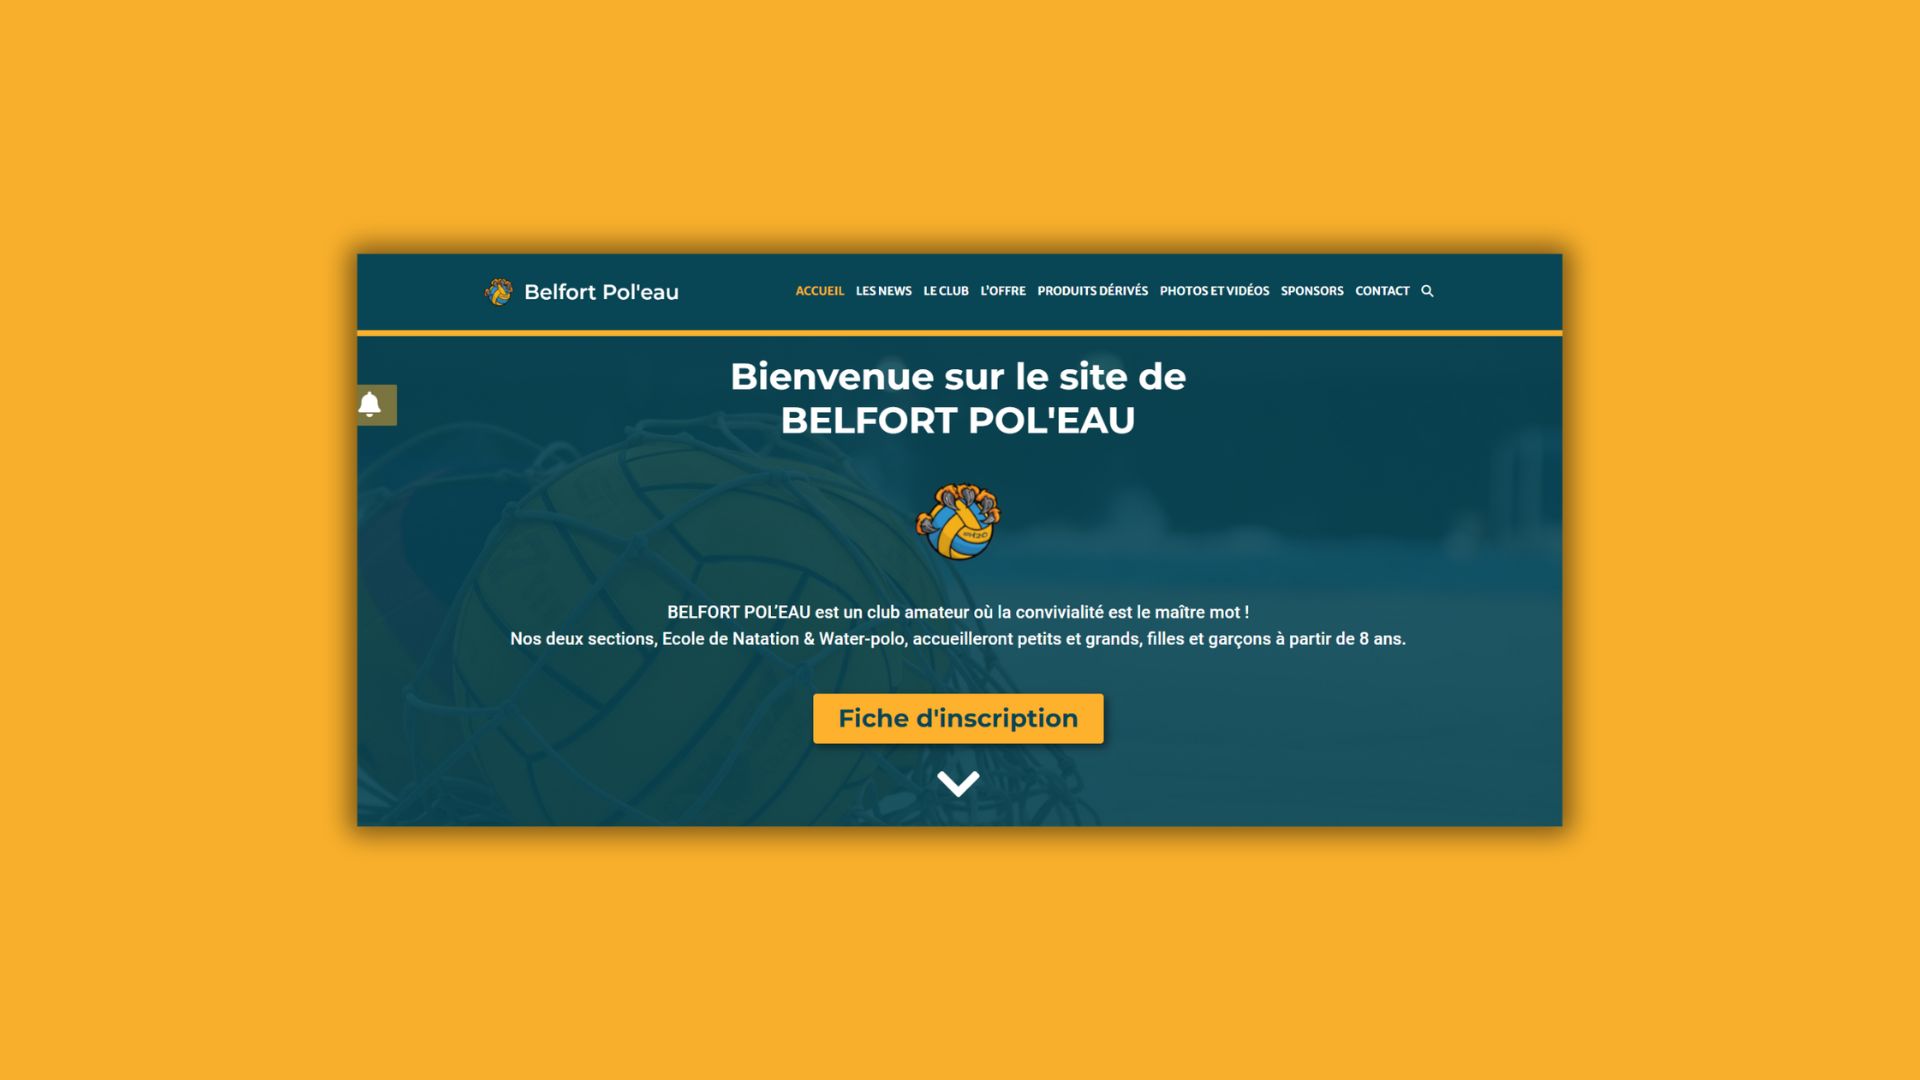 Belfort Pol'eau
ACCUEIL LES NEWS LE CLUB L'OFFRE PRODUITS DÉRIVÉS PHOTOS ET VIDÉOS SPONSORS CONTACT
Bienvenue sur le site de
BELFORT POL'EAU
BELFORT POL’EAU est un club amateur où la convivialité est le maître mot !
Nos deux sections, Ecole de Natation & Water-polo, accueilleront petits et grands, filles et garçons à partir de 8 ans.
Fiche d'inscription